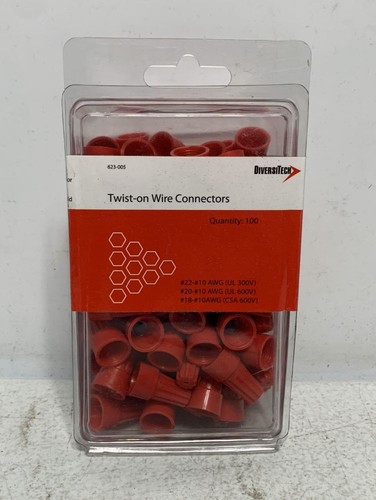 623-005
DIVERSITECH
or
Twist-on Wire Connectors
Quantity: 100
#22-#10 AWG (UL 300V)
#20-#10 AWG (UL 600V)
#18-#10AWG (CSA 600V)